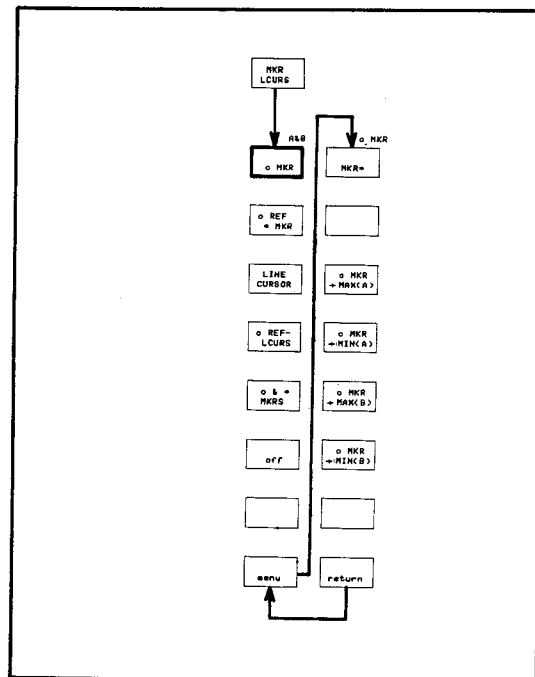 MKR
LCURS
A&B
o MKR
o REF
* MKR
LINE
CURSOR
o REF-
LCURS
o & *
MKRS
off
menu
o, MKR
MKR=
o MKR
→MAX(A)
o MKR
→MIN(A)
o MKR
→MAX(B)
o MKR
→MIN(B)
return